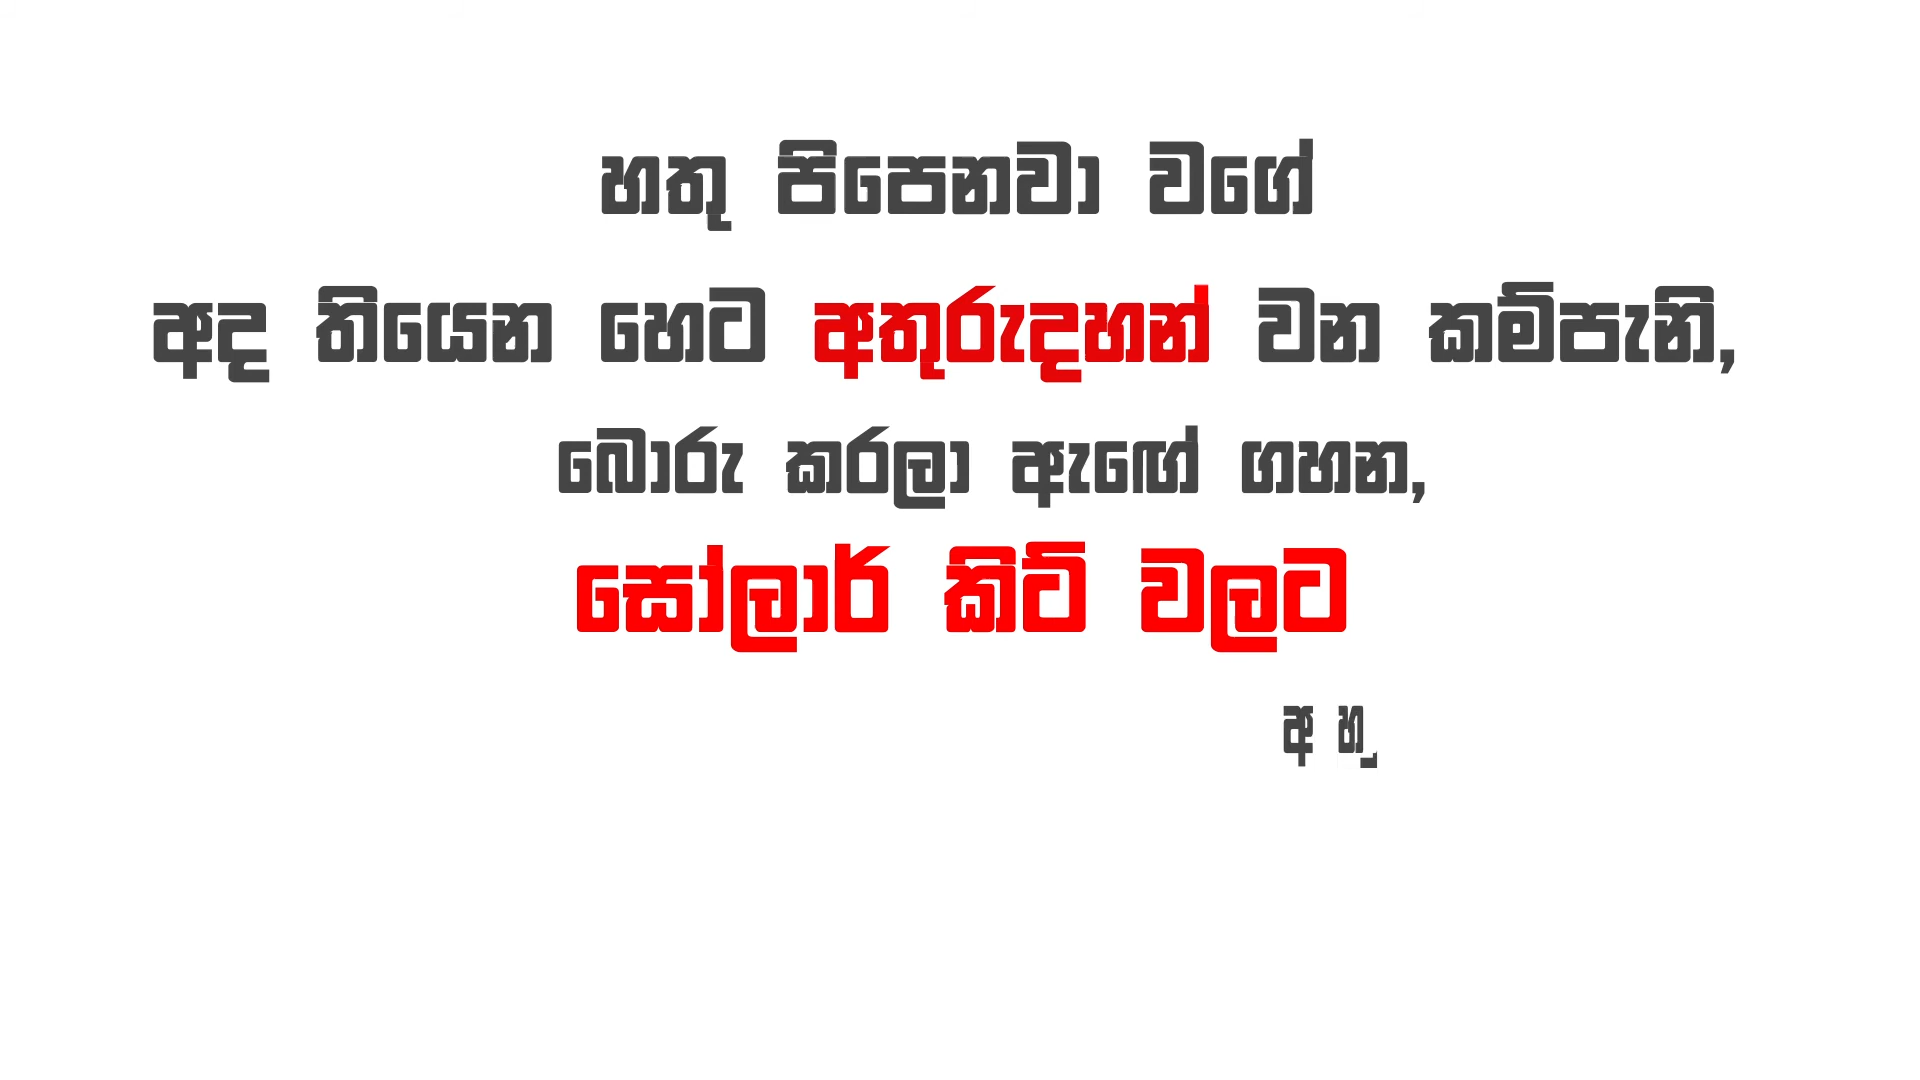 හතු පිපෙනවා වගේ
අද තියෙන හෙට අතුරුදහන් වන කම්පැනි,
බොරු කරලා ඇඟේ ගහන,
සෝලාර් කිට් වලට
අ හු